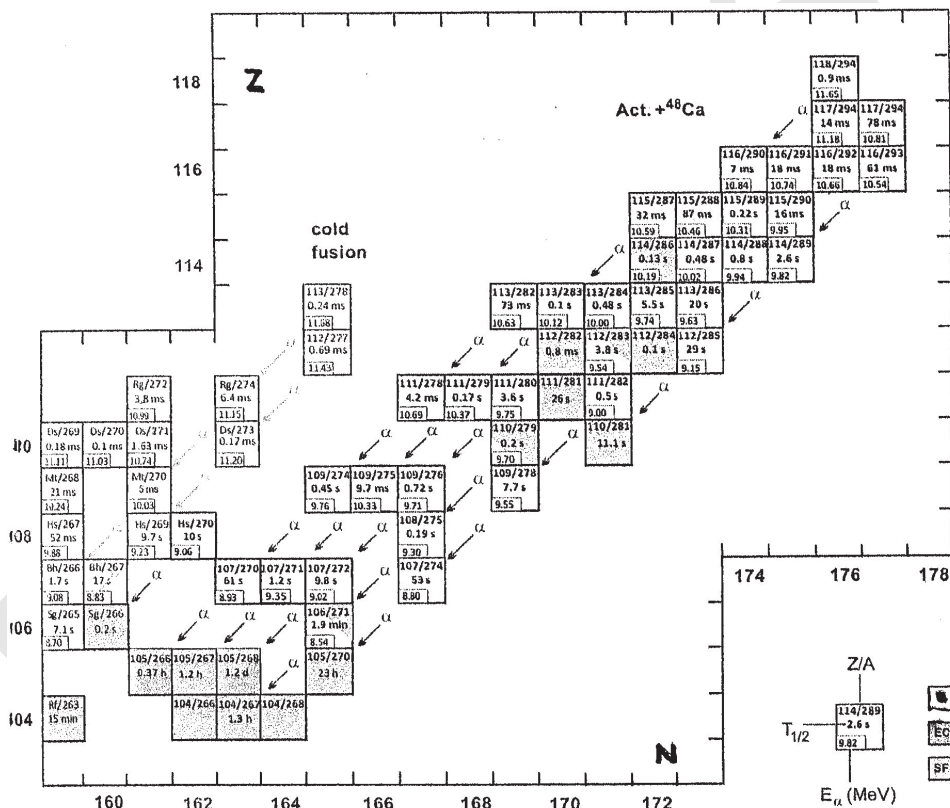 118
Z
118/294
0.9 ms
11.65
Act. +⁴⁸Ca
α
117/294 117/294
14 ms 78 ms
11.18 10.81
116
116/290 116/291 116/292 116/293
7 ms 18 ms 18 ms 61 ms
10.84 10.74 10.66 10.54
115/287 115/288 115/289 115/290
32 ms 87 ms 0.22 s 16 ms
10.59 10.46 10.31 9.95
α
cold
fusion
114
α
114/286 114/287 114/288 114/289
0.13 s 0.48 s 0.8 s 2.6 s
10.19 10.02 9.94 9.82
113/278
0.24 ms
11.68
113/282 113/283 113/284 113/285 113/286
73 ms 0.1 s 0.48 s 5.5 s 20 s
10.63 10.12 10.00 9.74 9.63
α
112/277
0.69 ms
11.43
α
α α
112/282 112/283 112/284 112/285
0.8 ms 3.8 s 0.1 s 29 s
9.54 9.15
Rg/272 Rg/274
3,8 ms 6.4 ms
10.99 11.15
α
111/278 111/279 111/280 111/281 111/282
4.2 ms 0.17 s 3.6 s 26 s 0.5 s
10.69 10.37 9.75 9.00
α
Ds/269 Ds/270 Ds/271 Ds/273
0.18 ms 0.1 ms 1.63 ms 0.17 ms
11.11 11.03 10.74 11.20
α
α α α
110/279 110/281
0.2 s 11.1 s
9.70
Mt/268 Mt/270
21 ms 5 ms
10.24 10.03
α
109/274 109/275 109/276 109/278
0.45 s 9.7 ms 0.72 s 7.7 s
9.76 10.33 9.71 9.55
α
Hs/267 Hs/269 Hs/270
52 ms 9.7 s 10 s
9.88 9.23 9.06
α
α α α
108/275
0.19 s
9.30
α
Bh/266 Bh/267
1.7 s 17 s
9.08 8.83
α
107/270 107/271 107/272 107/274
61 s 1.2 s 9.8 s 53 s
8.93 9.35 9.02 8.80
α
Sg/265 Sg/266
7.1 s 0.2 s
8.70
α α α
106/271
1.9 min
8.54
α
105/266 105/267 105/268 105/270
0.37 h 1.2 h 1.2 d 23 h
α
Rf/263
15 min
104/266 104/267 104/268
1.3 h
N
160 162 164 166 168 170 172
174 176 178
Z/A
T1/2
114/289
2.6 s
9.82
Eα (MeV)
EC
SF